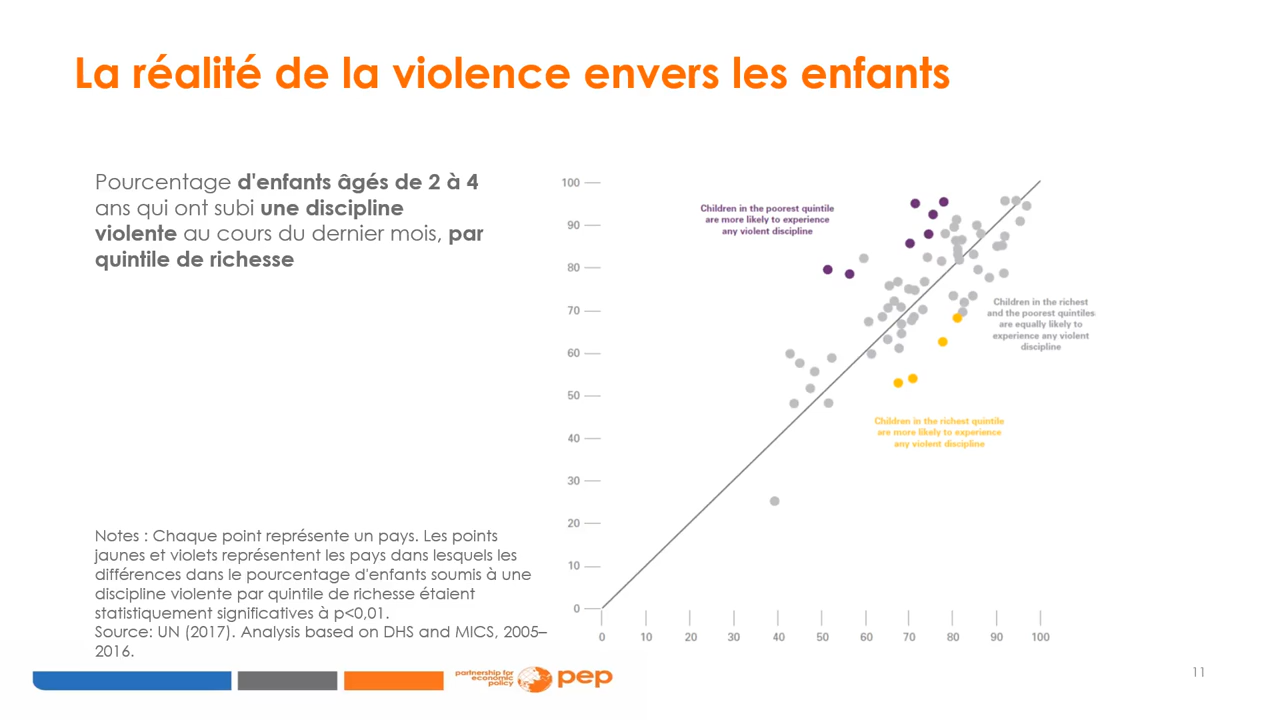 La réalité de la violence envers les enfants
Pourcentage d'enfants âgés de 2 à 4
ans qui ont subi une discipline
violente au cours du dernier mois, par
quintile de richesse
100
90
80
70
60
50
40
30
20
10
0
Children in the poorest quintile
are more likely to experience
any violent discipline
Children in the richest
and the poorest quintiles
are equally likely to
experience any violent
discipline
Children in the richest quintile
are more likely to experience
any violent discipline
0 10 20 30 40 50 60 70 80 90 100
Notes : Chaque point représente un pays. Les points
jaunes et violets représentent les pays dans lesquels les
différences dans le pourcentage d'enfants soumis à une
discipline violente par quintile de richesse étaient
statistiquement significatives à p<0,01.
Source: UN (2017). Analysis based on DHS and MICS, 2005–
2016.
partnership for
economic
policy
pep
11